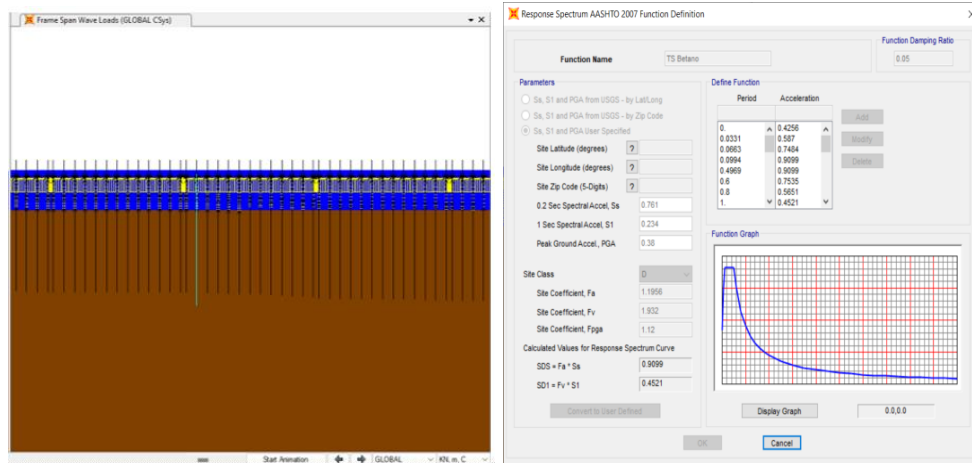 Frame Span Wave Loads (GLOBAL CSys)
Start Animation
GLOBAL
KN, m, C
Response Spectrum AASHTO 2007 Function Definition
Function Name
TS Betano
Function Damping Ratio
0.05
Parameters
Ss, S1 and PGA from USGS - by Lat/Long
Ss, S1 and PGA from USGS - by Zip Code
Ss, S1 and PGA User Specified
Site Latitude (degrees)
?
Site Longitude (degrees)
?
Site Zip Code (5-Digits)
?
0.2 Sec Spectral Accel, Ss
0.761
1 Sec Spectral Accel, S1
0.234
Peak Ground Accel., PGA
0.38
Site Class
D
Site Coefficient, Fa
1.1956
Site Coefficient, Fv
1.932
Site Coefficient, Fpga
1.12
Calculated Values for Response Spectrum Curve
SDS = Fa * Ss
0.9099
SD1 = Fv * S1
0.4521
Convert to User Defined
Define Function
Period Acceleration
0. 0.4256
0.0331 0.587
0.0663 0.7484
0.0994 0.9099
0.4969 0.9099
0.6 0.7535
0.8 0.5651
1. 0.4521
Add
Modify
Delete
Function Graph
Display Graph
0.0,0.0
OK
Cancel